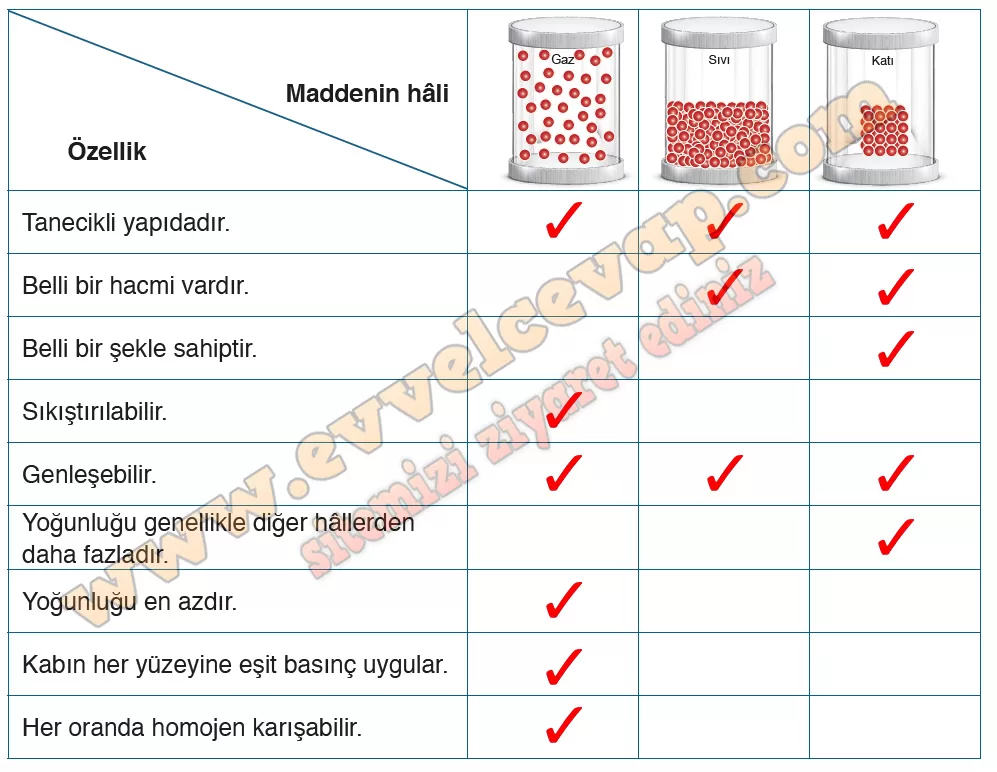 Maddenin hâli
Özellik
Gaz
Sıvı
Katı
Tanecikli yapıdadır.
Belli bir hacmi vardır.
Belli bir şekle sahiptir.
Sıkıştırılabilir.
Genleşebilir.
Yoğunluğu genellikle diğer hâllerden
daha fazladır.
Yoğunluğu en azdır.
Kabın her yüzeyine eşit basınç uygular.
Her oranda homojen karışabilir.
www.evvelcevap.com
sitemizi ziyaret ediniz